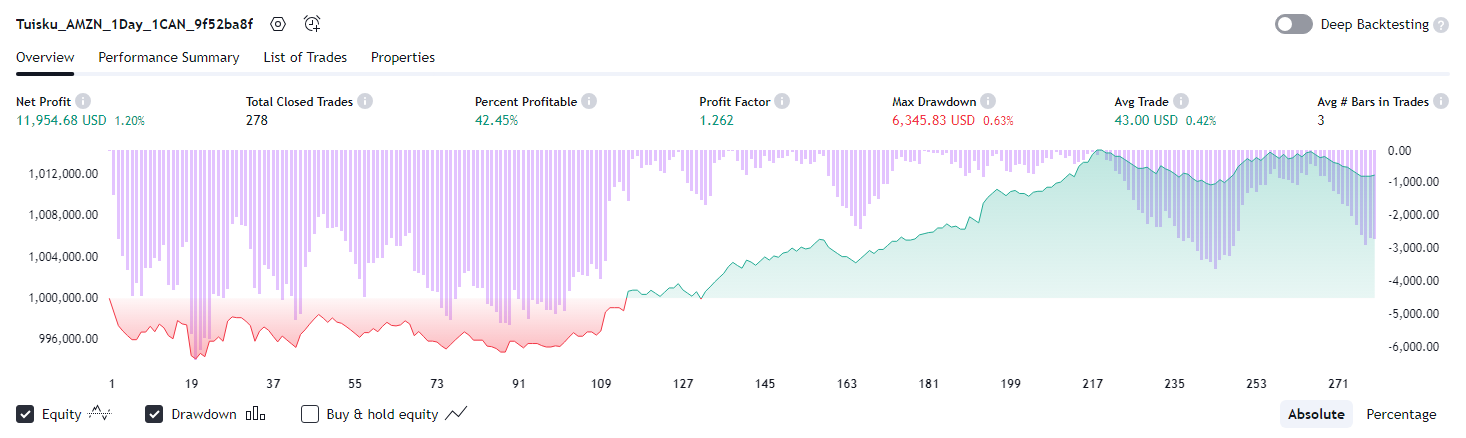 Tuisku_AMZN_1Day_1CAN_9f52ba8f Deep Backtesting
Overview Performance Summary List of Trades Properties
Net Profit Total Closed Trades Percent Profitable Profit Factor Max Drawdown Avg Trade Avg # Bars in Trades
11,954.68 USD 1.20% 278 42.45% 1.262 6,345.83 USD 0.63% 43.00 USD 0.42% 3
0.00
1,012,000.00 -1,000.00
1,008,000.00 -2,000.00
1,004,000.00 -3,000.00
-4,000.00
1,000,000.00
-5,000.00
996,000.00 -6,000.00
1 19 37 55 73 91 109 127 145 163 181 199 217 235 253 271
Equity Drawdown Buy & hold equity Absolute Percentage